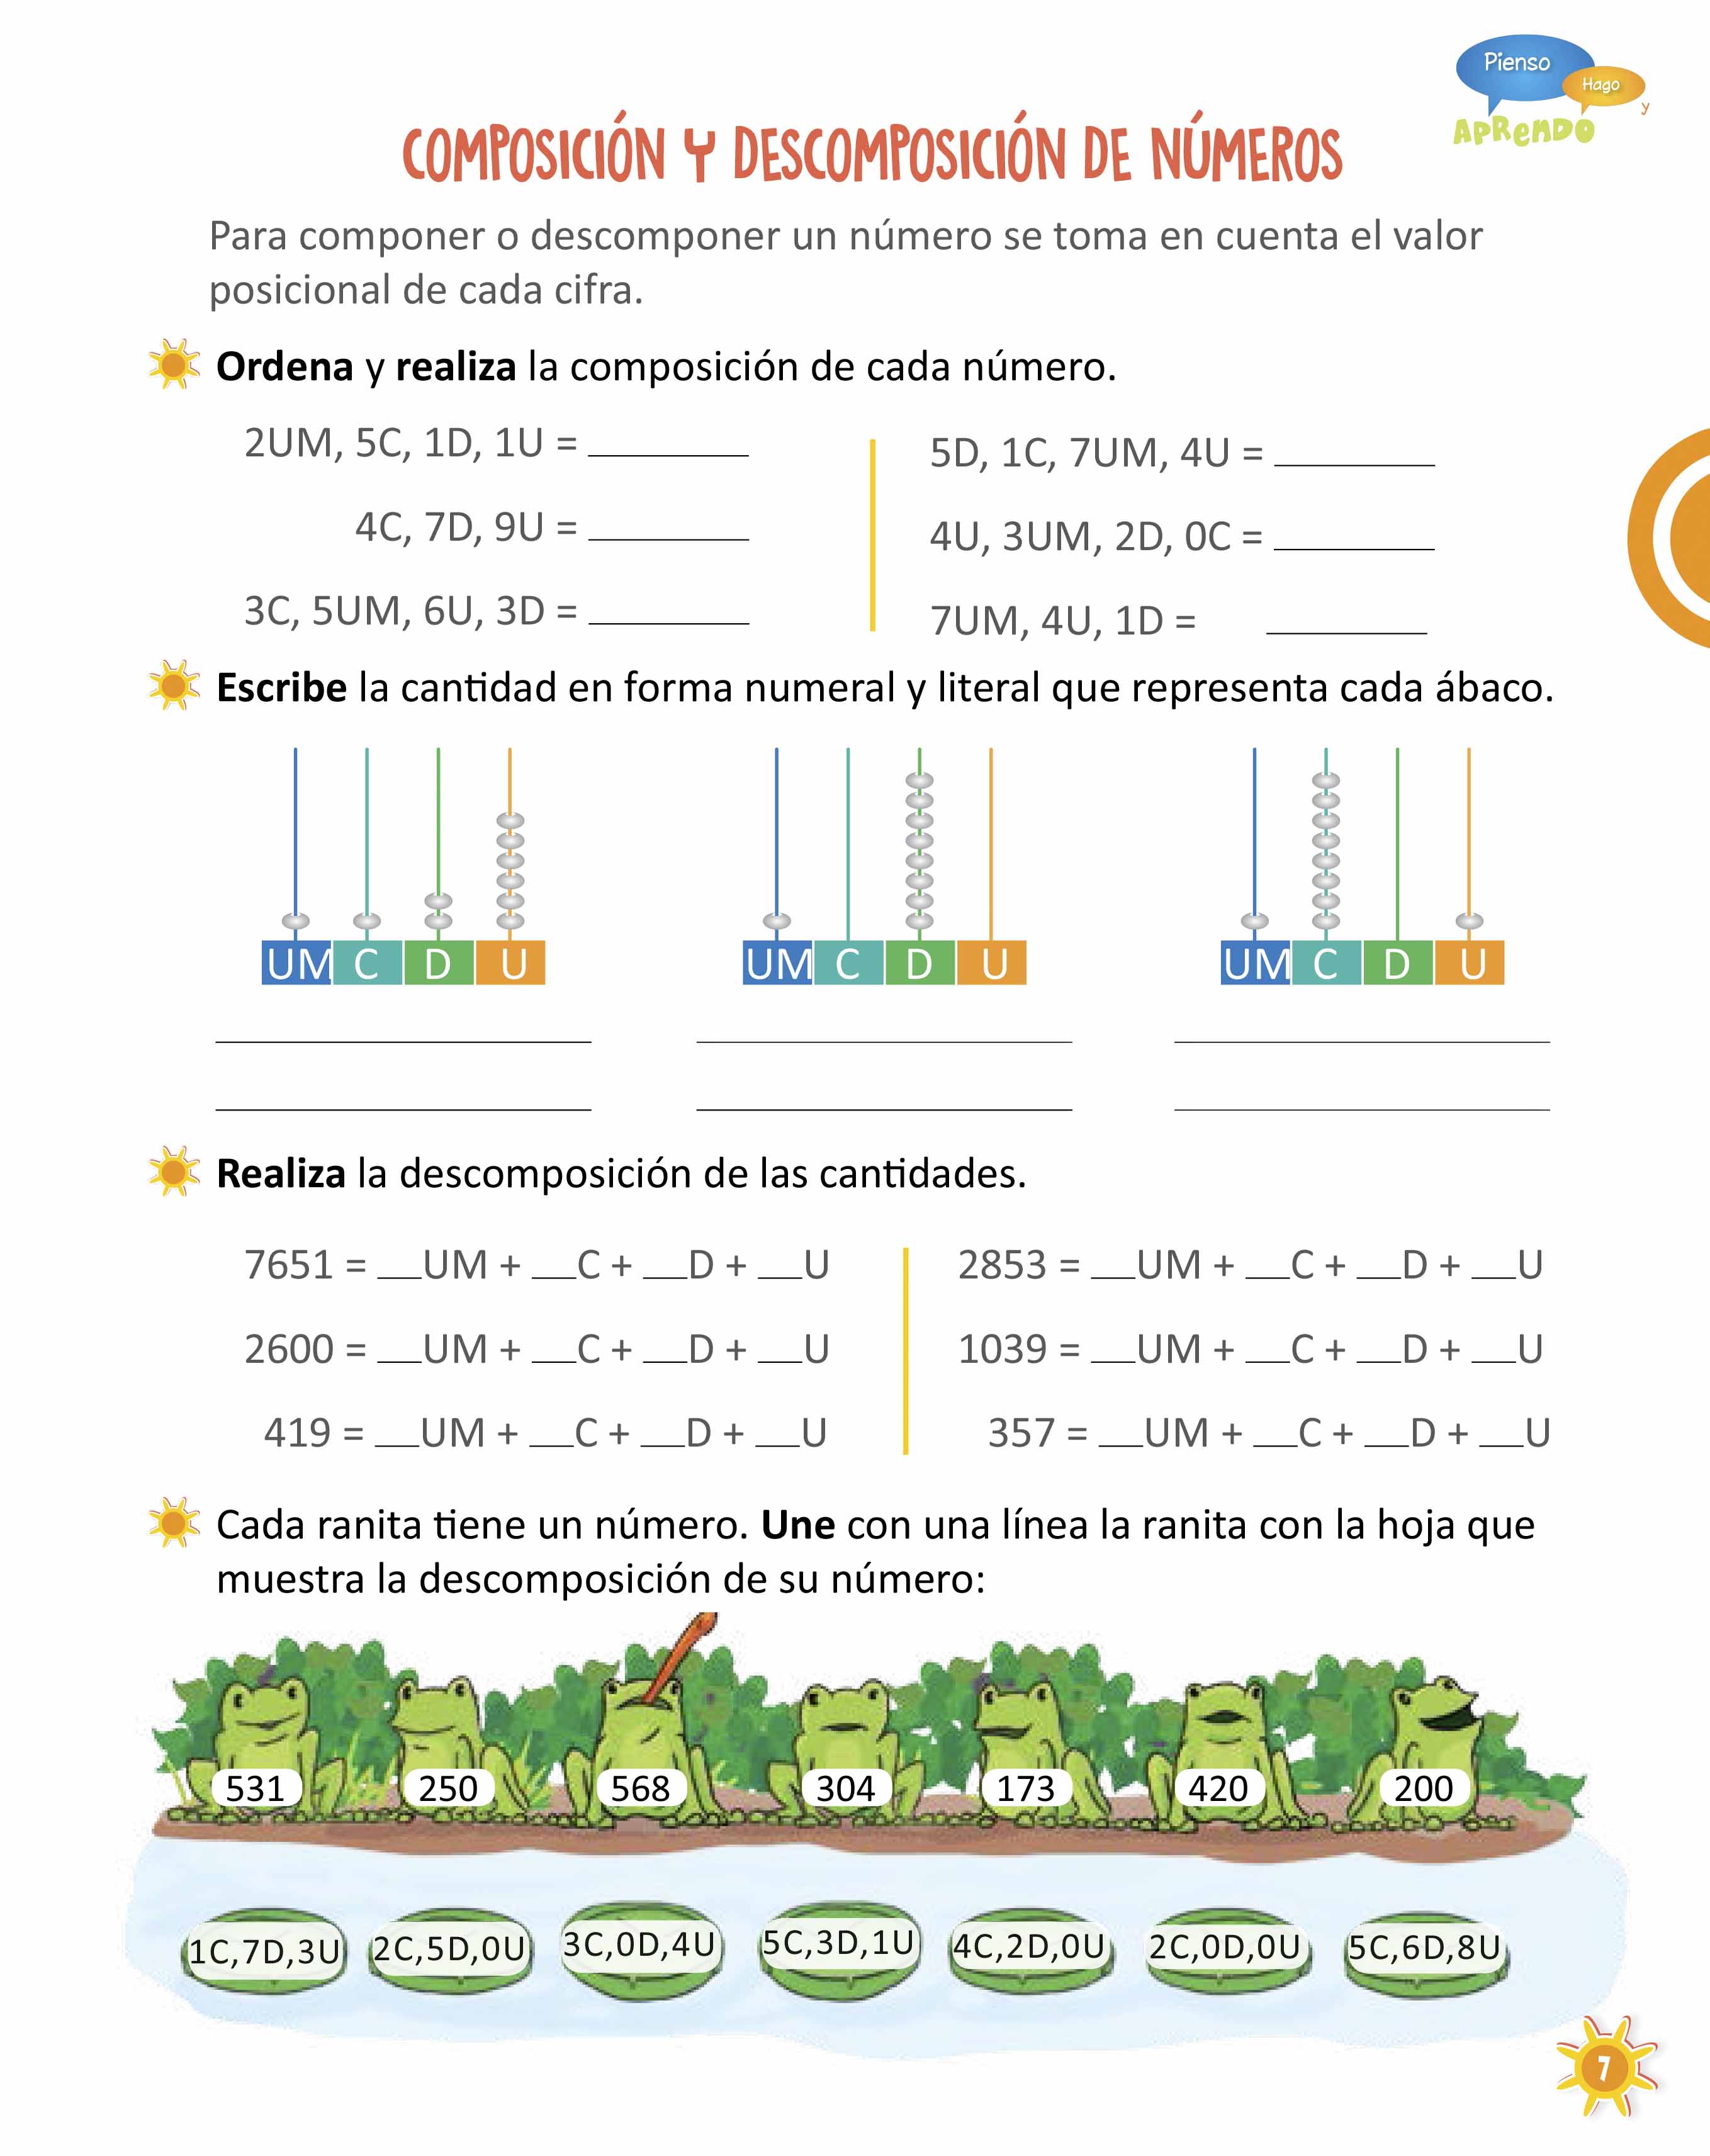 Pienso
Hago
y
APRENDO
COMPOSICIÓN Y DESCOMPOSICIÓN DE NÚMEROS
Para componer o descomponer un número se toma en cuenta el valor
posicional de cada cifra.
Ordena y realiza la composición de cada número.
2UM, 5C, 1D, 1U = ________
4C, 7D, 9U = ________
3C, 5UM, 6U, 3D = ________
5D, 1C, 7UM, 4U = ________
4U, 3UM, 2D, 0C = ________
7UM, 4U, 1D = ________
Escribe la cantidad en forma numeral y literal que representa cada ábaco.
UM C D U
UM C D U
UM C D U
Realiza la descomposición de las cantidades.
7651 = __UM + __C + __D + __U
2600 = __UM + __C + __D + __U
419 = __UM + __C + __D + __U
2853 = __UM + __C + __D + __U
1039 = __UM + __C + __D + __U
357 = __UM + __C + __D + __U
Cada ranita tiene un número. Une con una línea la ranita con la hoja que
muestra la descomposición de su número:
531 250 568 304 173 420 200
1C,7D,3U 2C,5D,0U 3C,0D,4U 5C,3D,1U 4C,2D,0U 2C,0D,0U 5C,6D,8U
7